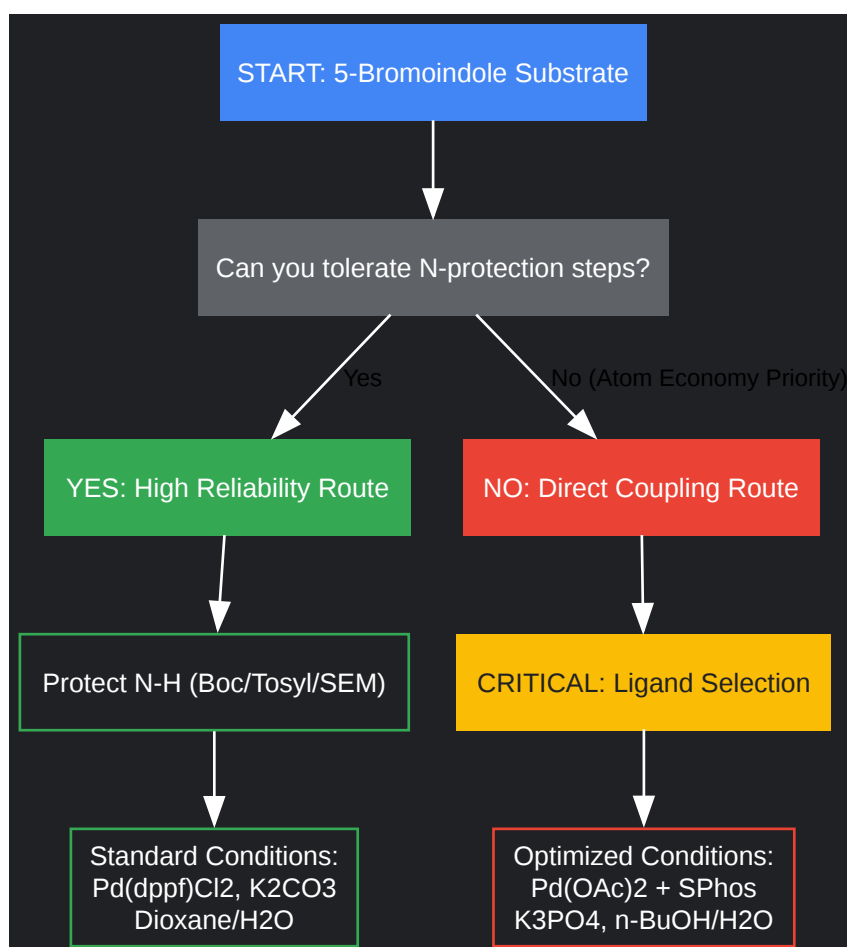 START: 5-Bromoindole Substrate
Can you tolerate N-protection steps?
Yes
No (Atom Economy Priority)
YES: High Reliability Route
NO: Direct Coupling Route
Protect N-H (Boc/Tosyl/SEM)
CRITICAL: Ligand Selection
Standard Conditions:
Pd(dppf)Cl2, K2CO3
Dioxane/H2O
Optimized Conditions:
Pd(OAc)2 + SPhos
K3PO4, n-BuOH/H2O